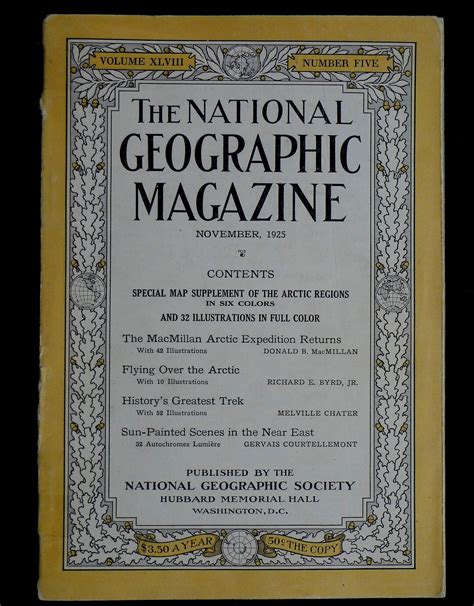 VOLUME XLVIII
NUMBER FIVE
THE NATIONAL
GEOGRAPHIC
MAGAZINE
NOVEMBER, 1925
CONTENTS
SPECIAL MAP SUPPLEMENT OF THE ARCTIC REGIONS
IN SIX COLORS
AND 32 ILLUSTRATIONS IN FULL COLOR
The MacMillan Arctic Expedition Returns
With 42 Illustrations DONALD B. MacMILLAN
Flying Over the Arctic
With 10 Illustrations RICHARD E. BYRD, JR.
History's Greatest Trek
With 38 Illustrations MELVILLE CHATER
Sun-Painted Scenes in the Near East
32 Autochromes Lumière GERVAIS COURTELLEMONT
PUBLISHED BY THE
NATIONAL GEOGRAPHIC SOCIETY
HUBBARD MEMORIAL HALL
WASHINGTON, D.C.
$3.50 A YEAR
50¢ THE COPY